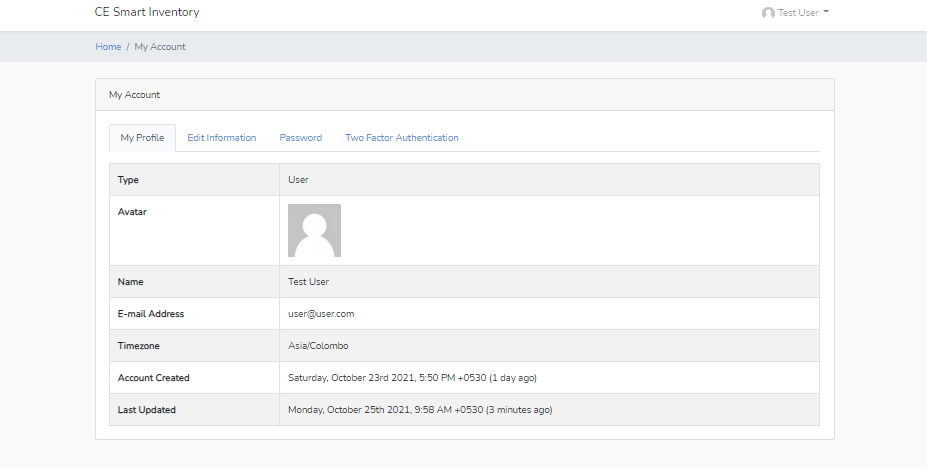 CE Smart Inventory
Test User
Home / My Account
My Account
My Profile Edit Information Password Two Factor Authentication
Type User
Avatar
Name Test User
E-mail Address user@user.com
Timezone Asia/Colombo
Account Created Saturday, October 23rd 2021, 5:50 PM +0530 (1 day ago)
Last Updated Monday, October 25th 2021, 9:58 AM +0530 (3 minutes ago)